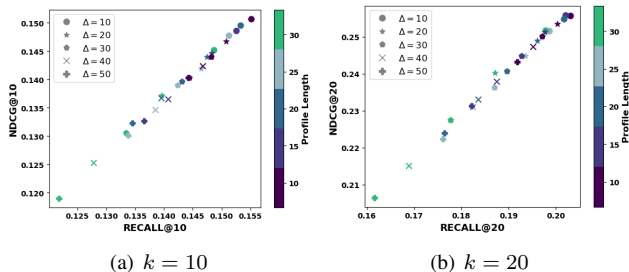 Δ = 10
Δ = 20
Δ = 30
Δ = 40
Δ = 50
0.150
0.145
0.140
0.135
0.130
0.125
0.120
NDCG@10
0.125 0.130 0.135 0.140 0.145 0.150 0.155
RECALL@10
30
25
20
15
10
Profile Length
(a) k = 10
Δ = 10
Δ = 20
Δ = 30
Δ = 40
Δ = 50
0.25
0.24
0.23
0.22
0.21
NDCG@20
0.16 0.17 0.18 0.19 0.20
RECALL@20
30
25
20
15
10
Profile Length
(b) k = 20